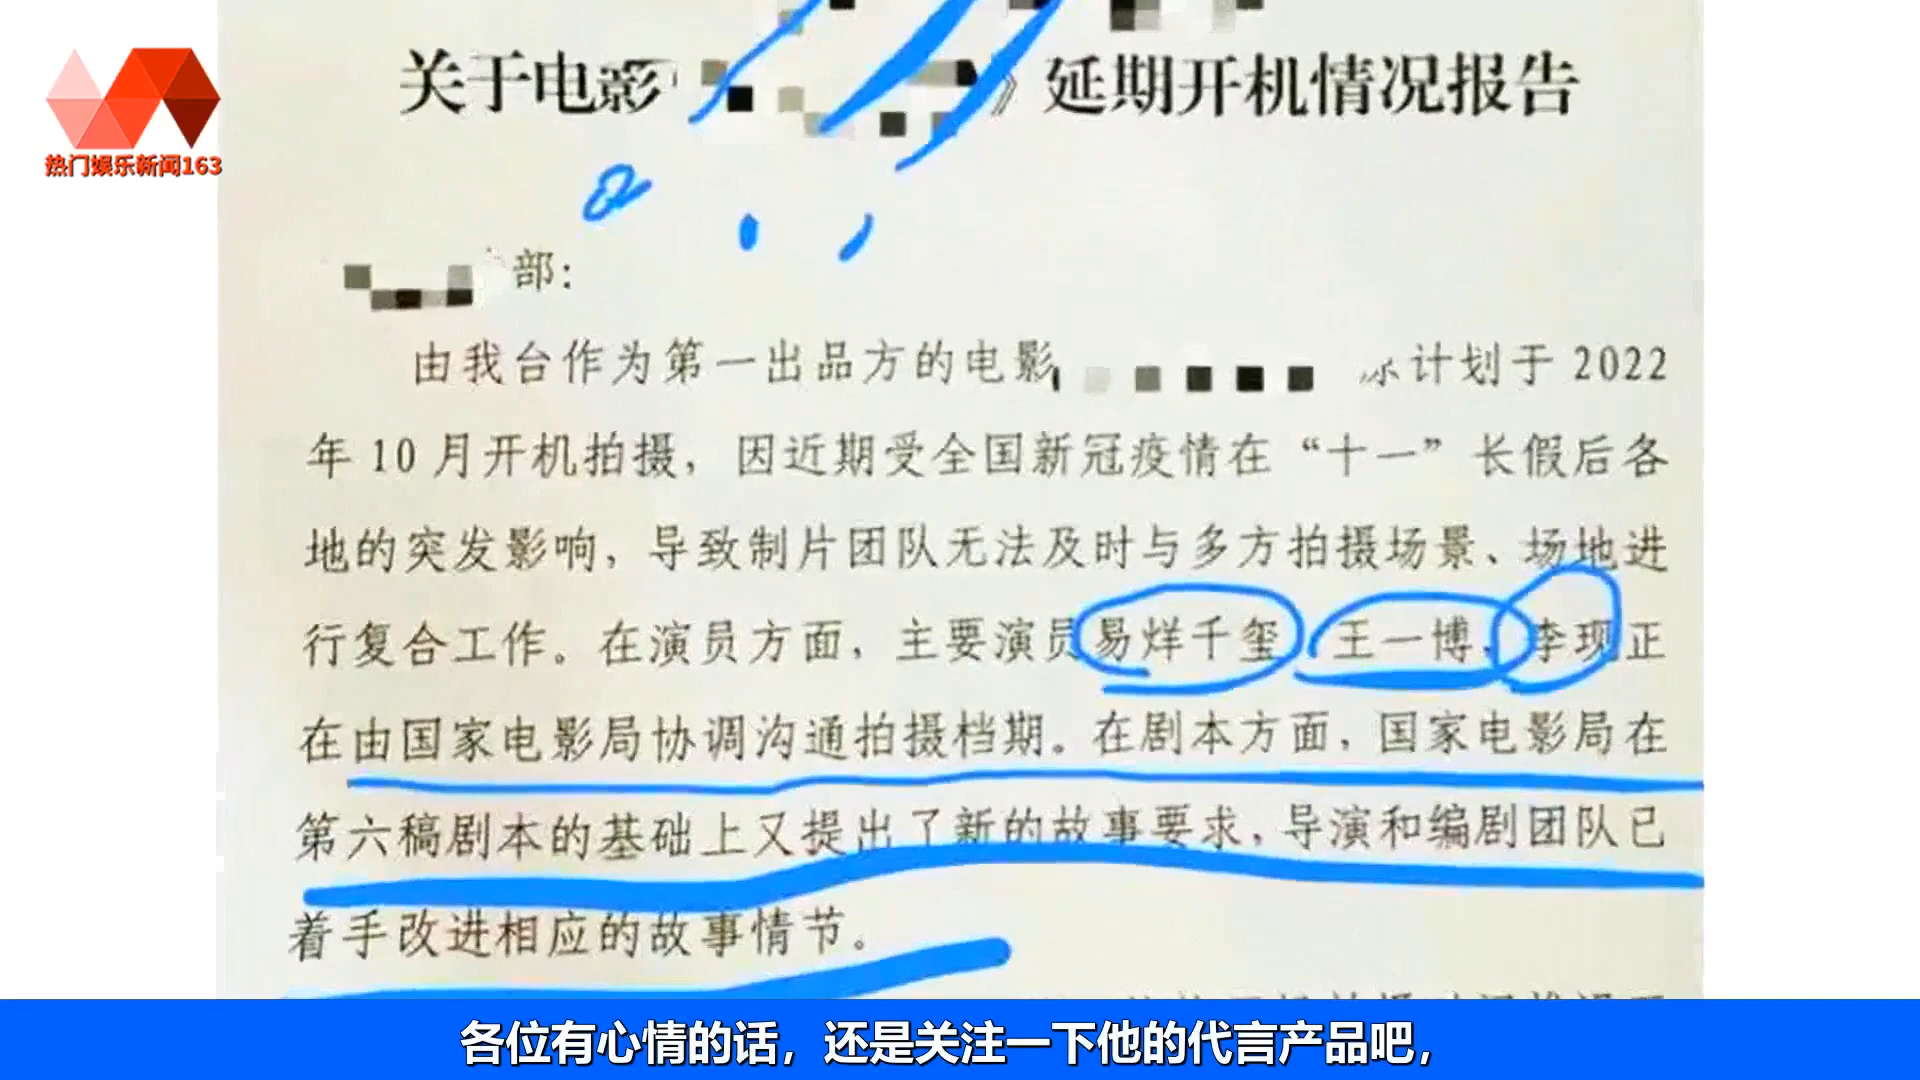 关于电影
》延期开机情况报告
热门娱乐新闻163
部：
由我台作为第一出品方的电影
计划于 2022
年 10 月开机拍摄，因近期受全国新冠疫情在“十一”长假后各
地的突发影响，导致制片团队无法及时与多方拍摄场景、场地进
行复合工作。在演员方面，主要演员易烊千玺 王一博、李现正
在由国家电影局协调沟通拍摄档期。在剧本方面，国家电影局在
第六稿剧本的基础上又提出了新的故事要求，导演和编剧团队已
着手改进相应的故事情节。
各位有心情的话，还是关注一下他的代言产品吧，